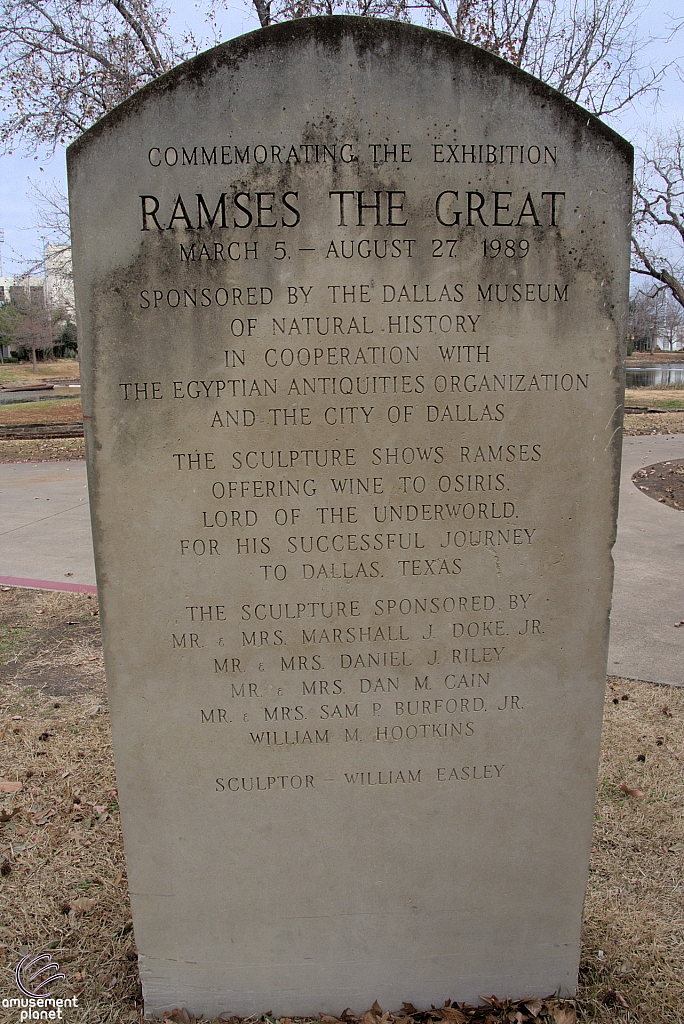 COMMEMORATING THE EXHIBITION
RAMSES THE GREAT
MARCH 5, – AUGUST 27, 1989
SPONSORED BY THE DALLAS MUSEUM
OF NATURAL HISTORY
IN COOPERATION WITH
THE EGYPTIAN ANTIQUITIES ORGANIZATION
AND THE CITY OF DALLAS
THE SCULPTURE SHOWS RAMSES
OFFERING WINE TO OSIRIS,
LORD OF THE UNDERWORLD,
FOR HIS SUCCESSFUL JOURNEY
TO DALLAS, TEXAS
THE SCULPTURE SPONSORED BY
MR. & MRS. MARSHALL J. DOKE, JR.
MR. & MRS. DANIEL J. RILEY
MR. & MRS. DAN M. CAIN
MR. & MRS. SAM P. BURFORD, JR.
WILLIAM M. HOOTKINS
SCULPTOR – WILLIAM EASLEY
amusement
planet